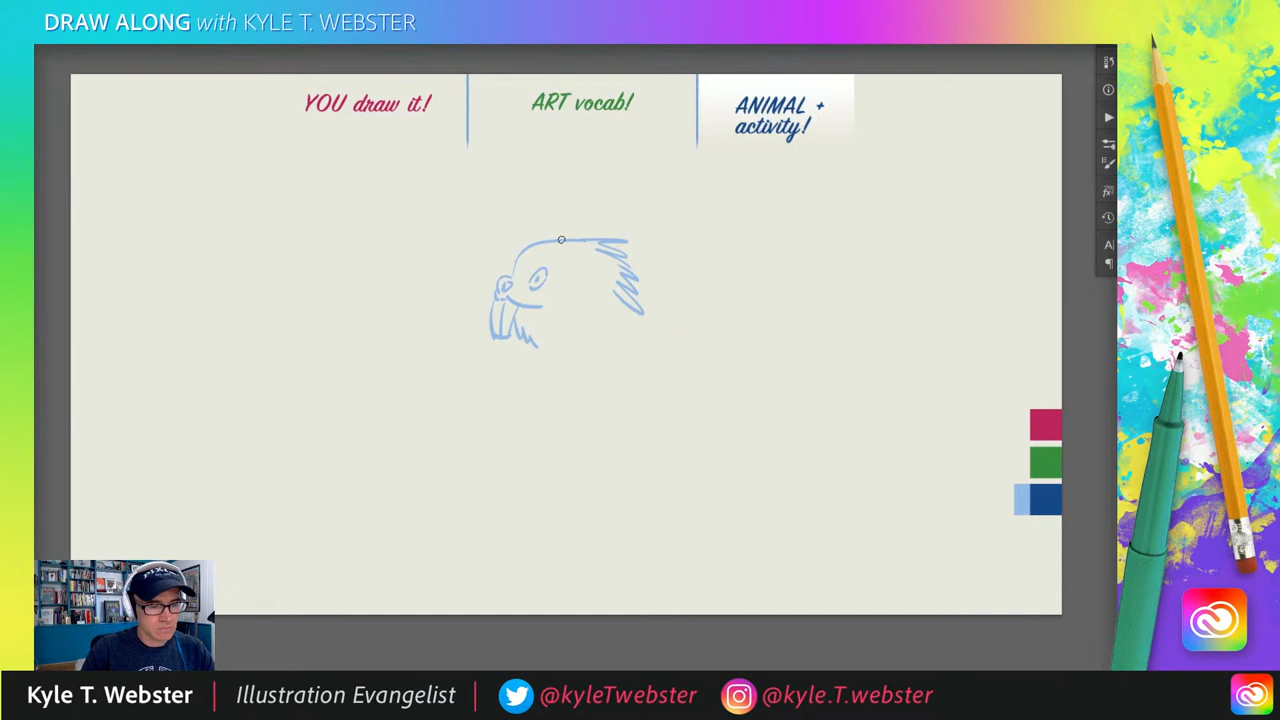 DRAW ALONG with KYLE T. WEBSTER
YOU draw it!
ART vocab!
ANIMAL +
activity!
Kyle T. Webster | Illustration Evangelist | @kyleTwebster @kyle.T.webster